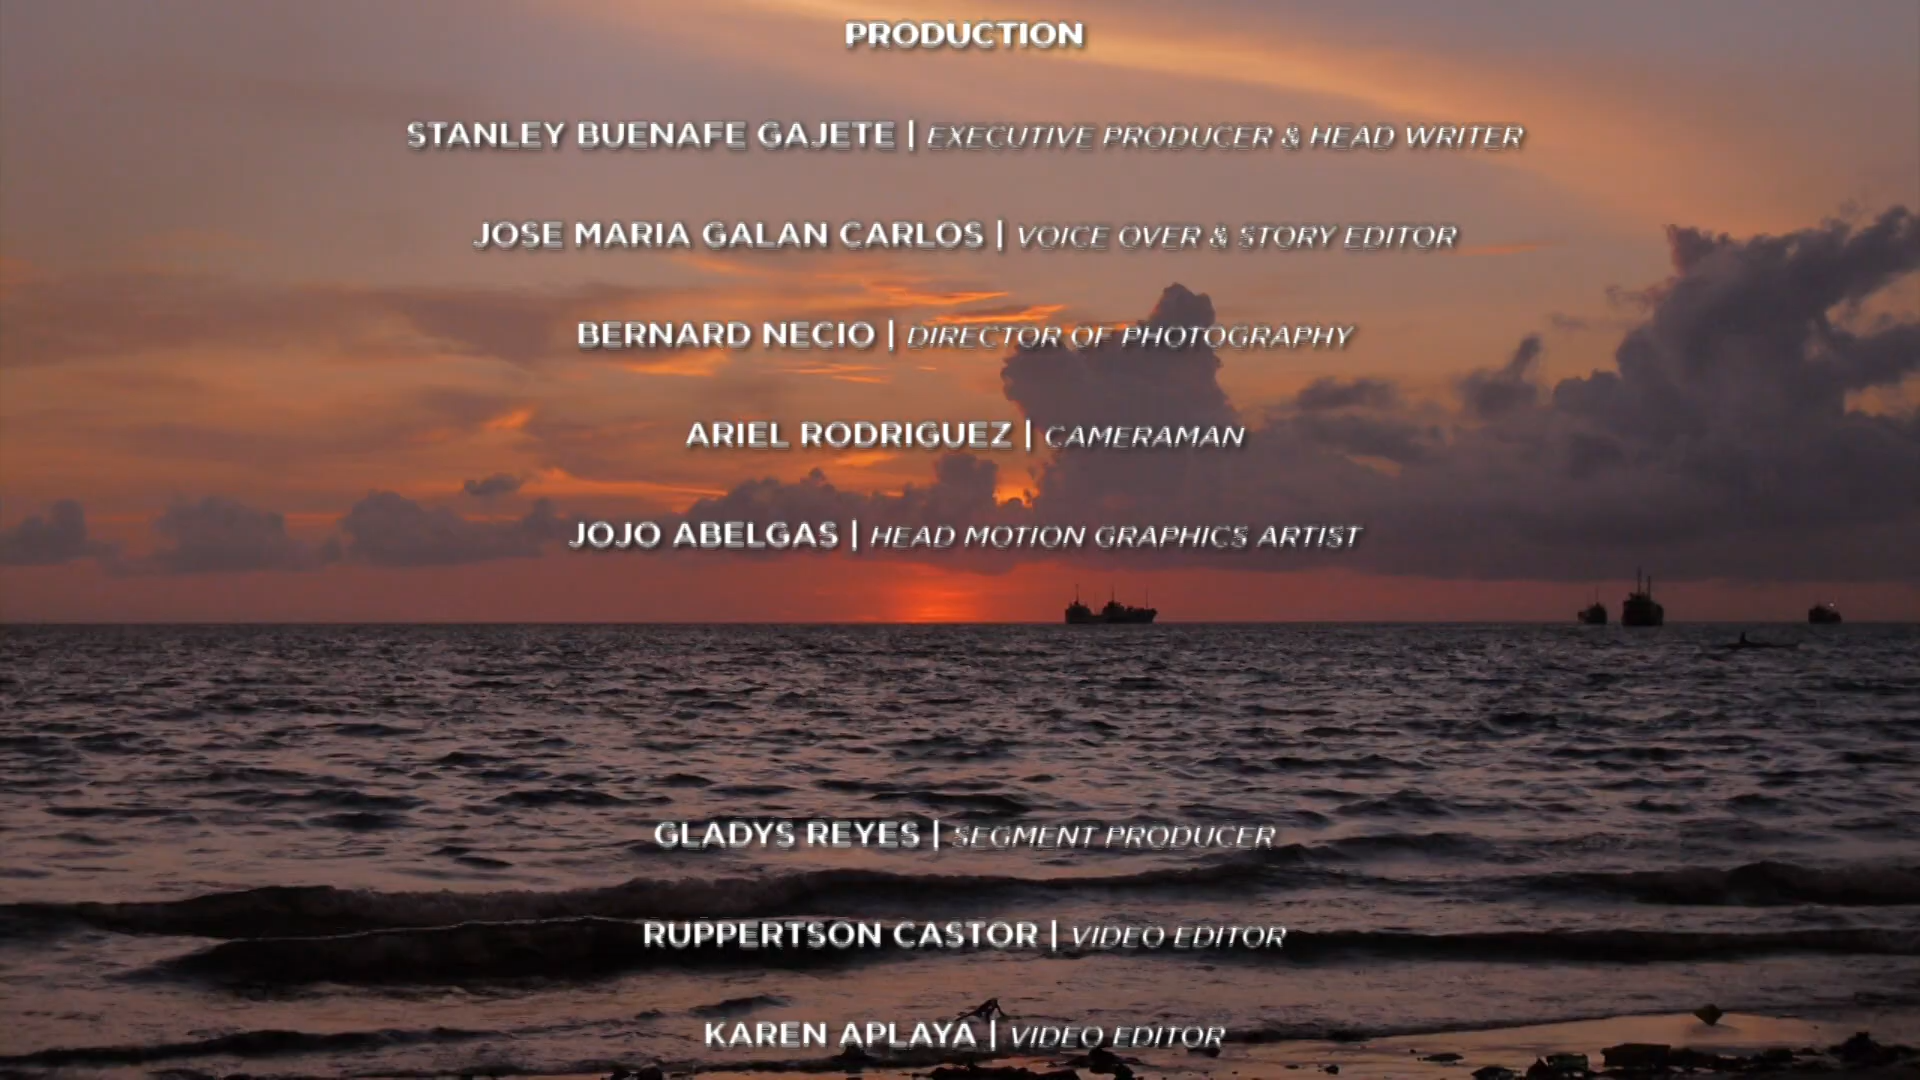 PRODUCTION
STANLEY BUENAFE GAJETE | EXECUTIVE PRODUCER & HEAD WRITER
JOSE MARIA GALAN CARLOS | VOICE OVER & STORY EDITOR
BERNARD NECIO | DIRECTOR OF PHOTOGRAPHY
ARIEL RODRIGUEZ | CAMERAMAN
JOJO ABELGAS | HEAD MOTION GRAPHICS ARTIST
GLADYS REYES | SEGMENT PRODUCER
RUPPERTSON CASTOR | VIDEO EDITOR
KAREN APLAYA | VIDEO EDITOR